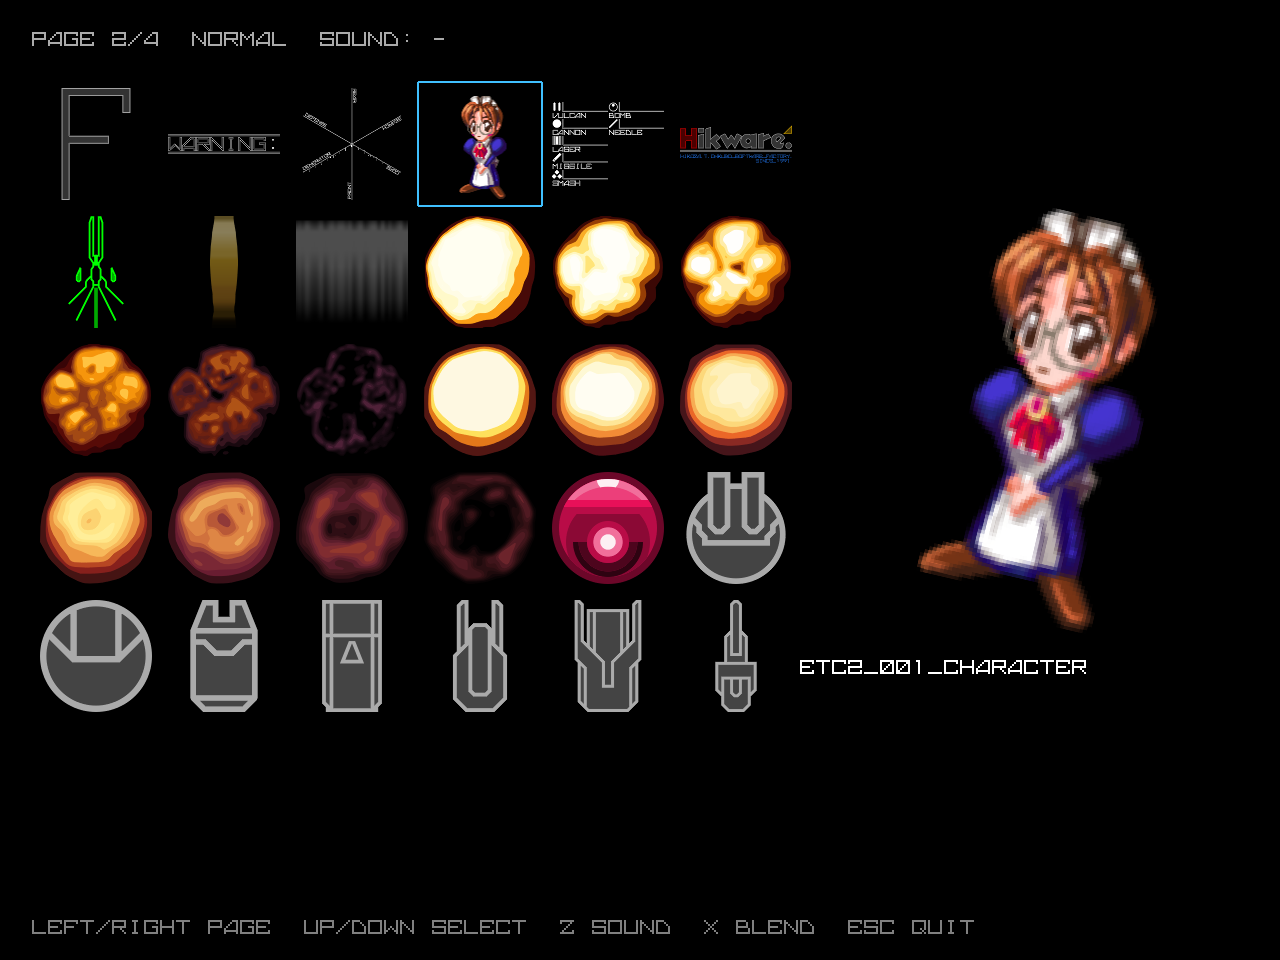 PAGE 2/4 NORMAL SOUND: -
WARNING:
VULCAN BOMB
CANNON NEEDLE
LASER
MISSILE
SMASH
Hikware.
ETC2_001_CHARACTER
LEFT/RIGHT PAGE UP/DOWN SELECT Z SOUND X BLEND ESC QUIT